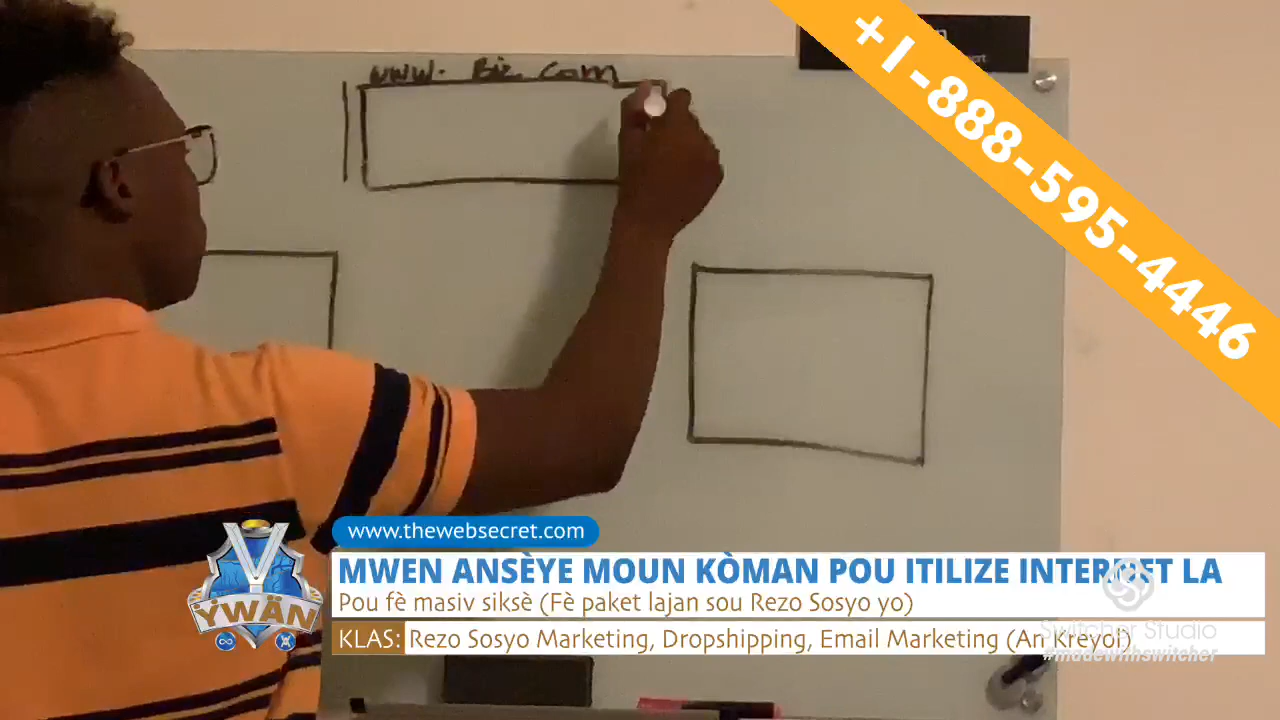 www. Biz. Com
+1-888-595-4446
www.thewebsecret.com
MWEN ANSÈYE MOUN KÒMAN POU ITILIZE INTERNET LA
Pou fè masiv siksè (Fè paket lajan sou Rezo Sosyo yo)
KLAS: Rezo Sosyo Marketing, Dropshipping, Email Marketing (An Kreyol)
ÝWÄN
Switcher Studio
#madewithswitcher